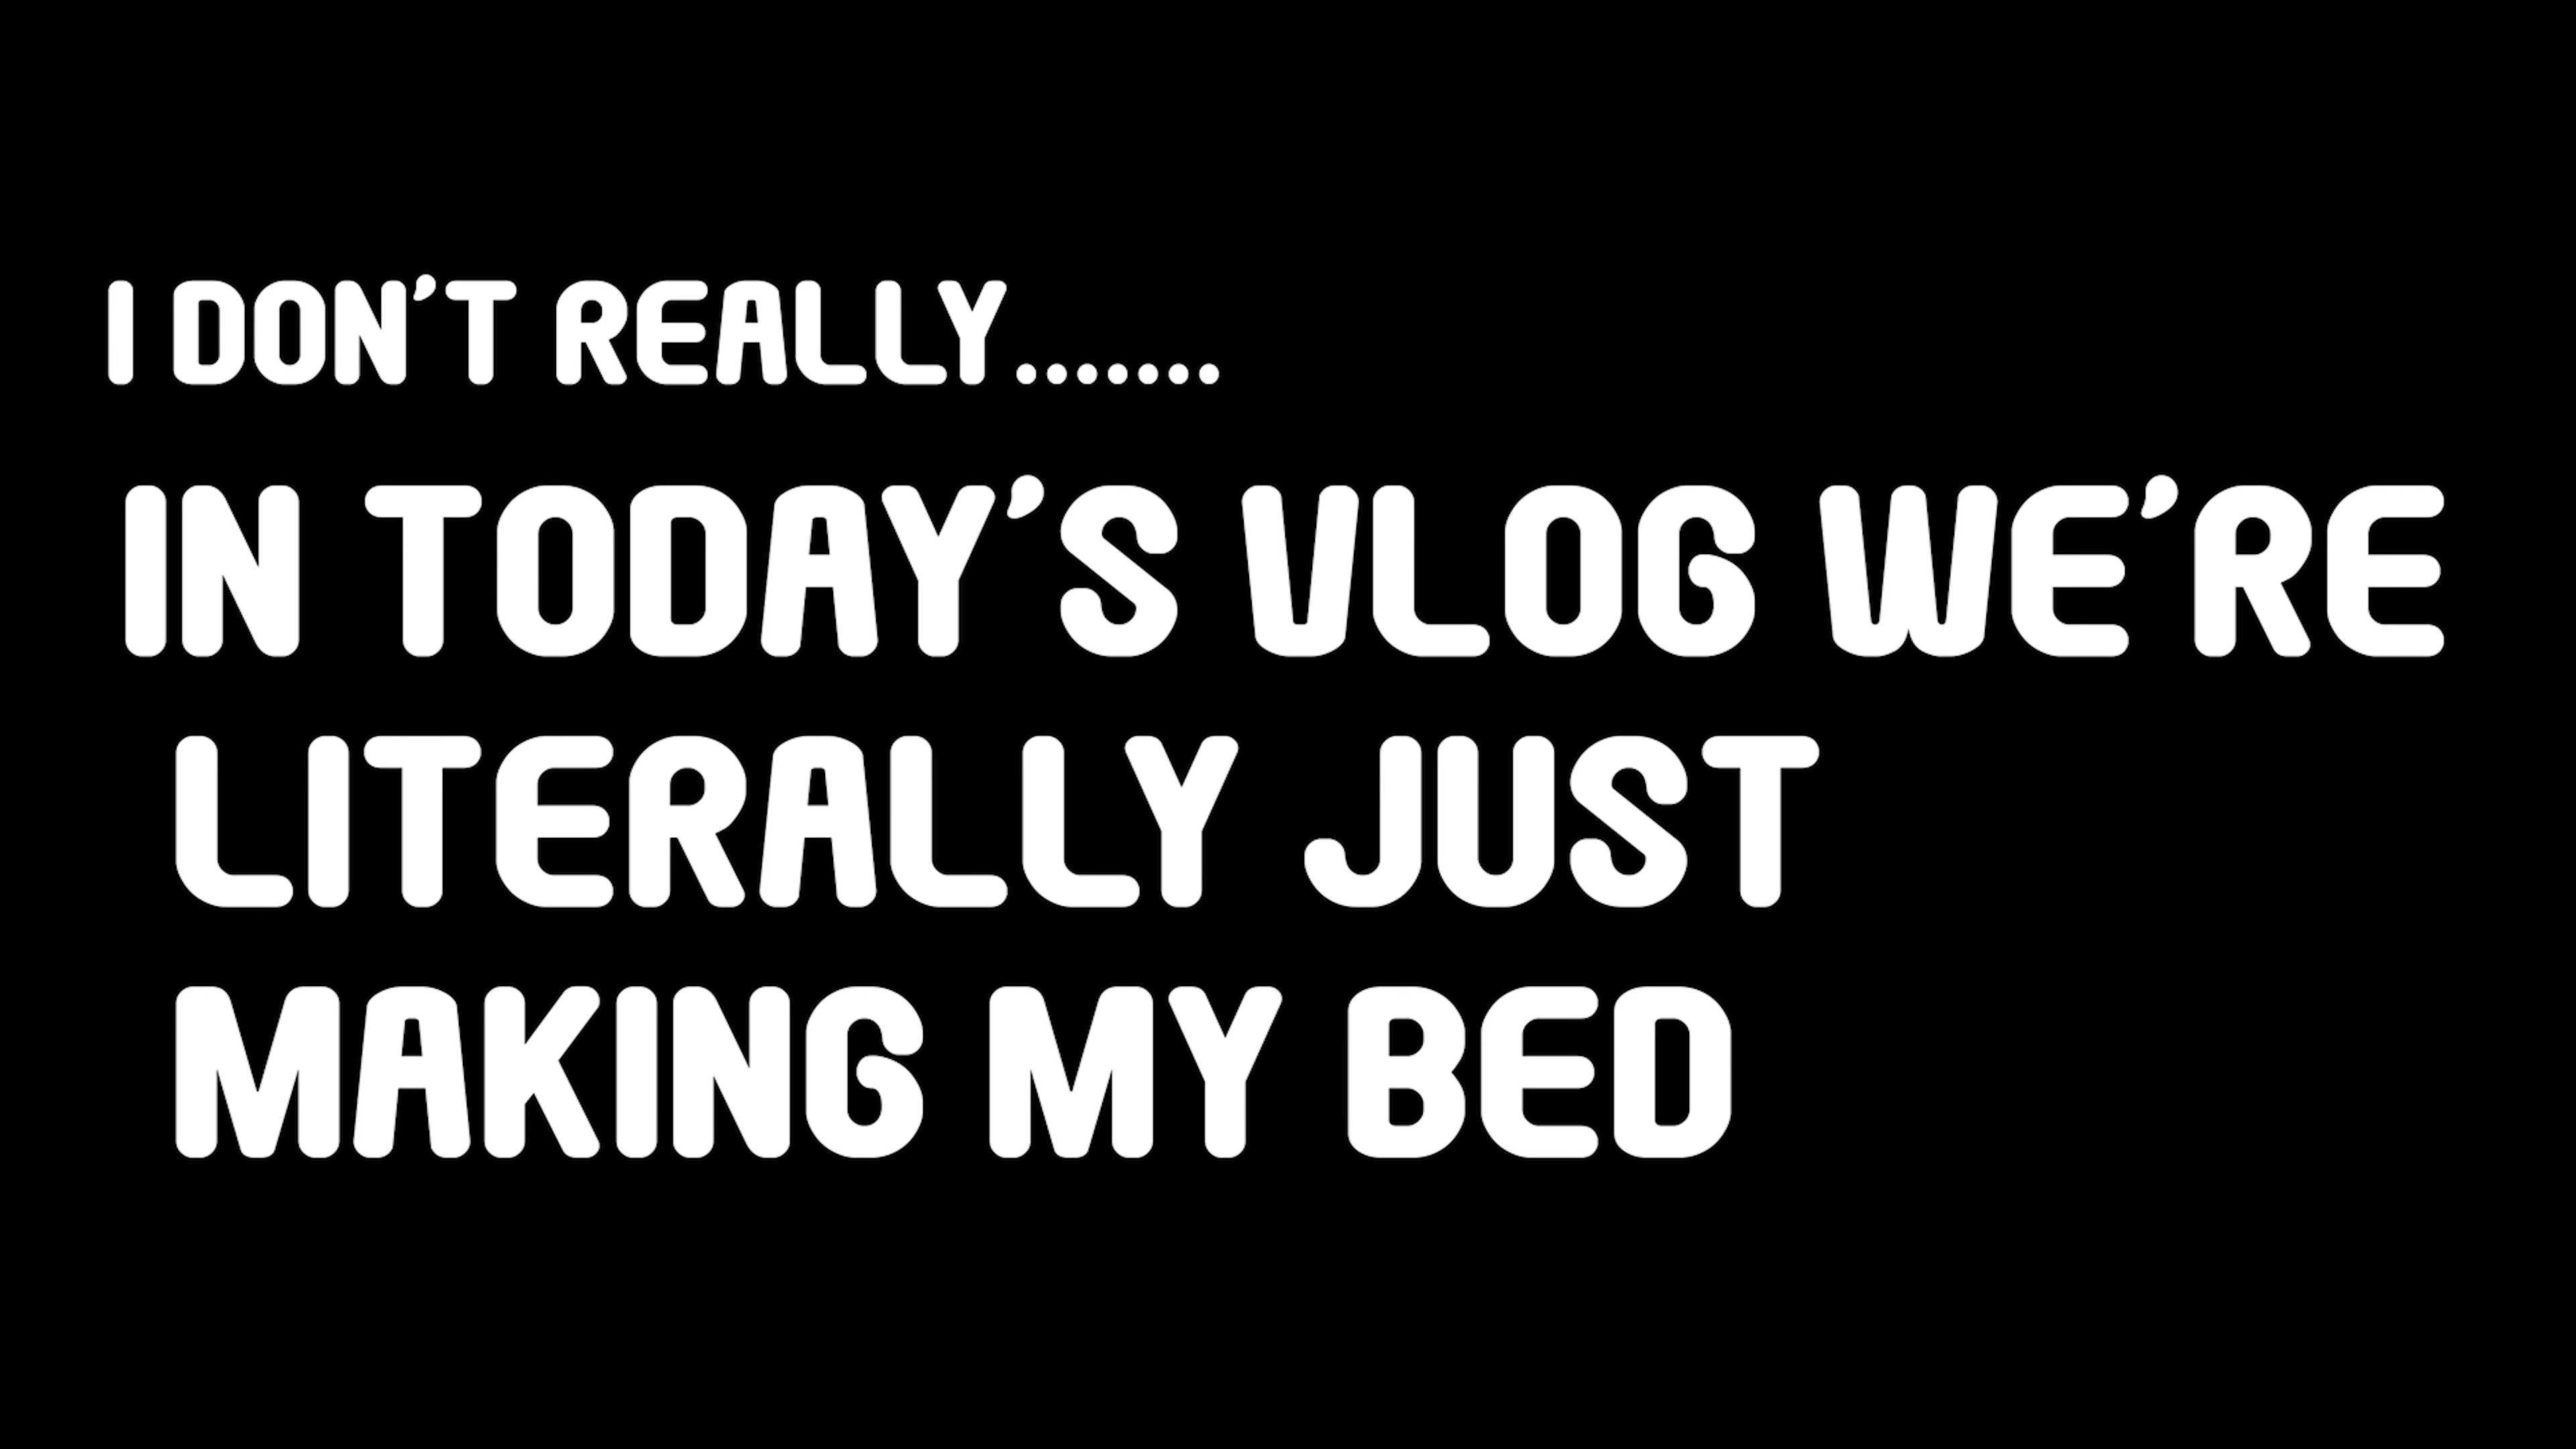 I DON'T REALLY.......
IN TODAY'S VLOG WE'RE
LITERALLY JUST
MAKING MY BED